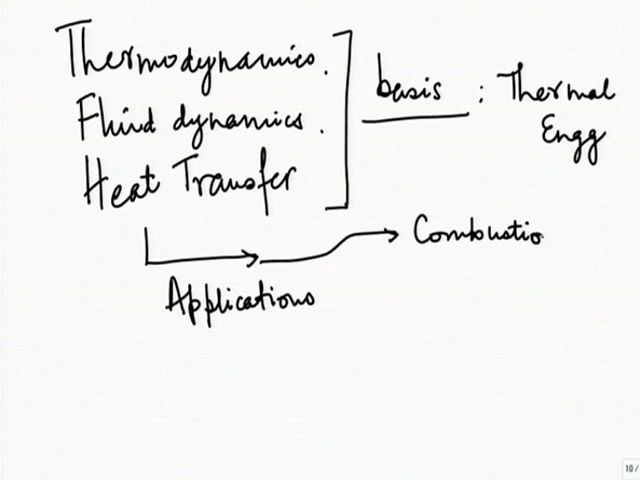 Thermodynamics.
Fluid dynamics.
Heat Transfer
basis : Thermal
Engg
Combustio
Applications
10/